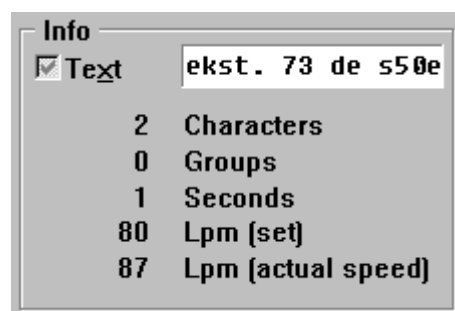 Info
Text ekst. 73 de s50e
2 Characters
0 Groups
1 Seconds
80 Lpm (set)
87 Lpm (actual speed)